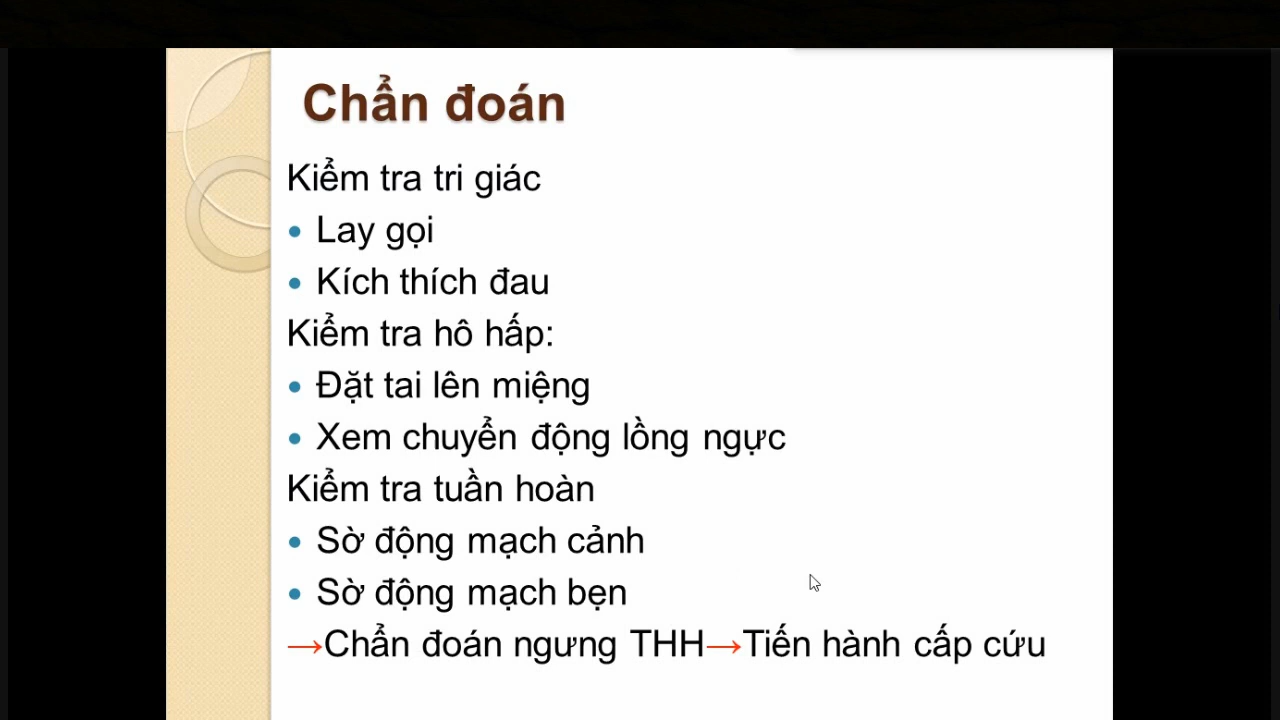 Chẩn đoán
Kiểm tra tri giác
• Lay gọi
• Kích thích đau
Kiểm tra hô hấp:
• Đặt tai lên miệng
• Xem chuyển động lồng ngực
Kiểm tra tuần hoàn
• Sờ động mạch cảnh
• Sờ động mạch bẹn
→Chẩn đoán ngưng THH→Tiến hành cấp cứu